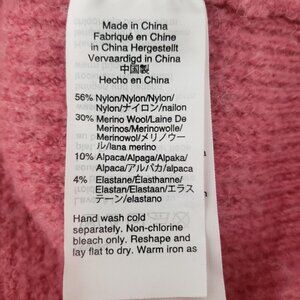 Made in China
Fabriqué en Chine
in China Hergestellt
Vervaardigd in China
中国製
Hecho en China
56% Nylon/Nylon/Nylon/
Nylon/ナイロン/nailon
30% Merino Wool/Laine De
Merinos/Merinowolle/
Merinowol/メリノウー
ル/lana merino
10% Alpaca/Alpaga/Alpaka/
Alpaca/アルパカ/alpaca
4% Elastane/Élasthanne/
Elastan/Elastaan/エラス
テーン/elastano
Hand wash cold
separately. Non-chlorine
bleach only. Reshape and
lay flat to dry. Warm iron as